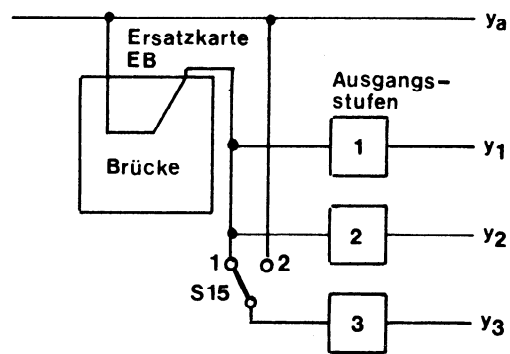 ya
Ersatzkarte
EB
Ausgangs-
stufen
1
y1
Brücke
2
y2
1
2
S15
3
y3